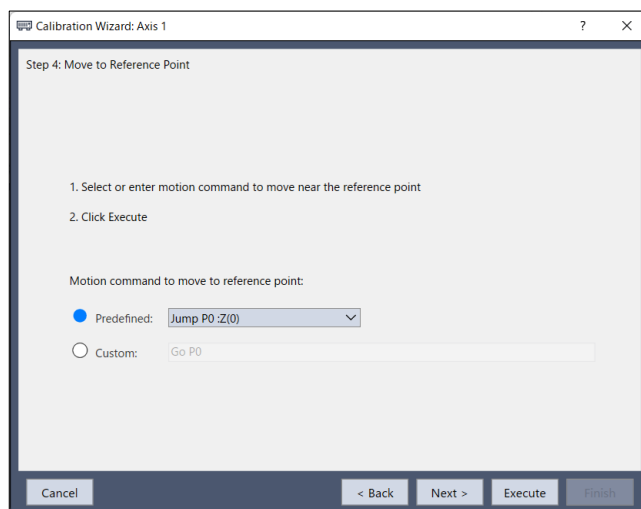 Calibration Wizard: Axis 1
?
Step 4: Move to Reference Point
1. Select or enter motion command to move near the reference point
2. Click Execute
Motion command to move to reference point:
Predefined: Jump P0 :Z(0)
Custom: Go P0
Cancel < Back Next > Execute Finish